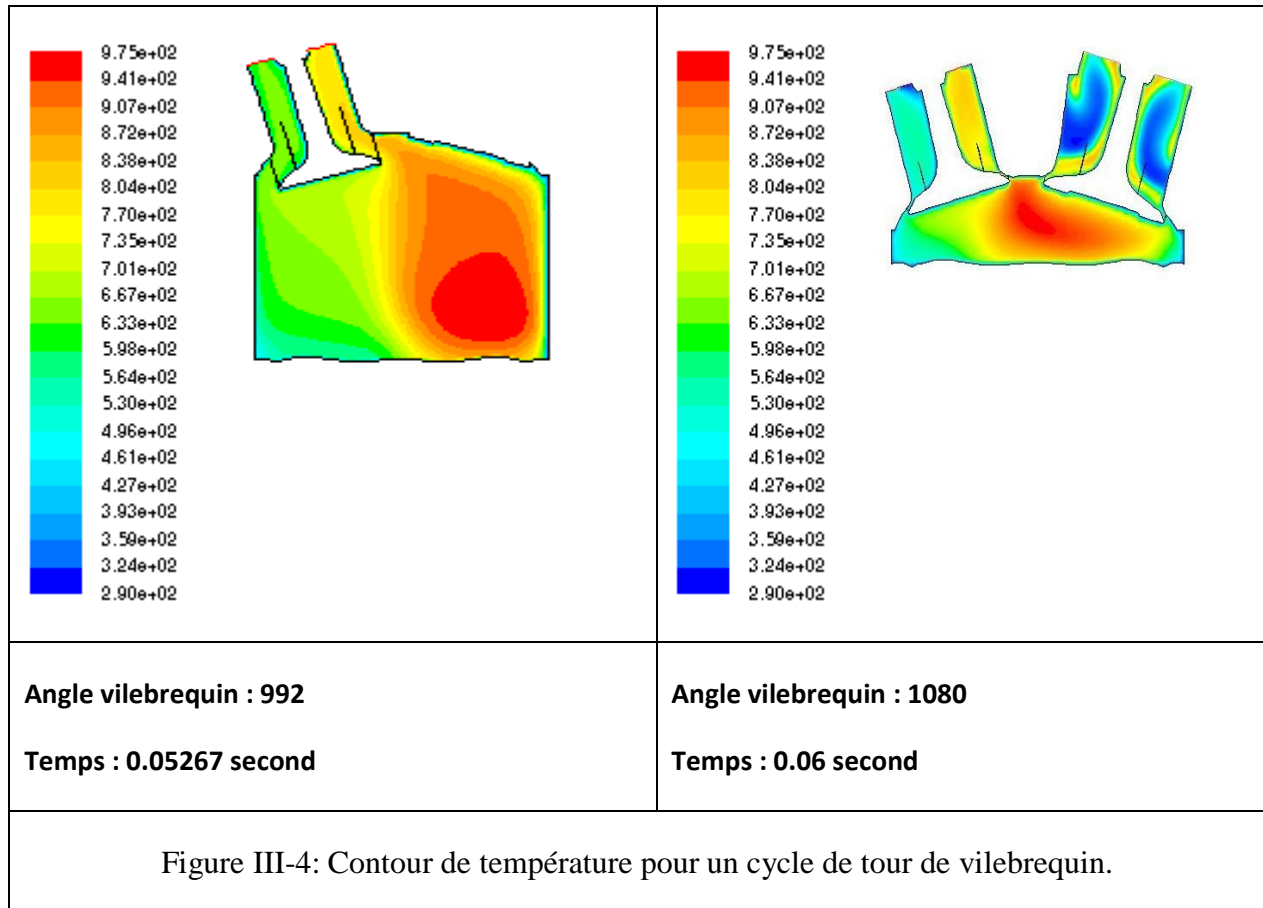 9.75e+02
9.41e+02
9.07e+02
8.72e+02
8.38e+02
8.04e+02
7.70e+02
7.35e+02
7.01e+02
6.67e+02
6.33e+02
5.98e+02
5.64e+02
5.30e+02
4.96e+02
4.61e+02
4.27e+02
3.93e+02
3.59e+02
3.24e+02
2.90e+02
9.75e+02
9.41e+02
9.07e+02
8.72e+02
8.38e+02
8.04e+02
7.70e+02
7.35e+02
7.01e+02
6.67e+02
6.33e+02
5.98e+02
5.64e+02
5.30e+02
4.96e+02
4.61e+02
4.27e+02
3.93e+02
3.59e+02
3.24e+02
2.90e+02
Angle vilebrequin : 992
Temps : 0.05267 second
Angle vilebrequin : 1080
Temps : 0.06 second
Figure III-4: Contour de température pour un cycle de tour de vilebrequin.